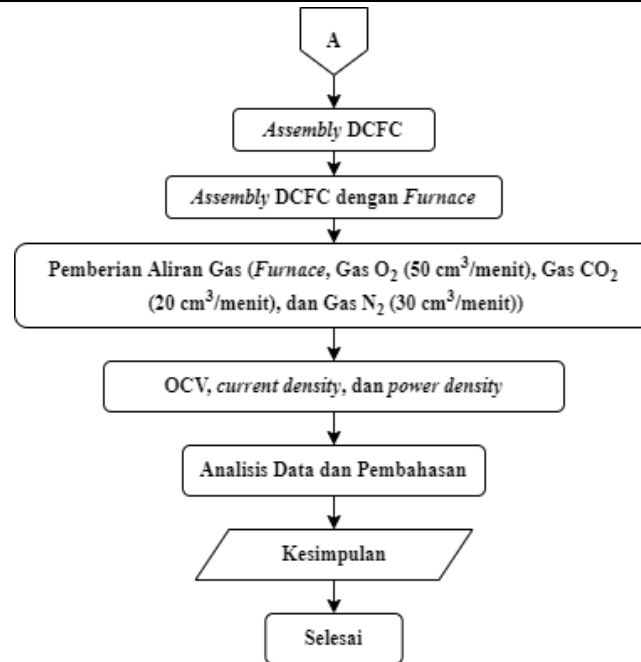 A
Assembly DCFC
Assembly DCFC dengan Furnace
Pemberian Aliran Gas (Furnace, Gas O₂ (50 cm³/menit), Gas CO₂
(20 cm³/menit), dan Gas N₂ (30 cm³/menit))
OCV, current density, dan power density
Analisis Data dan Pembahasan
Kesimpulan
Selesai